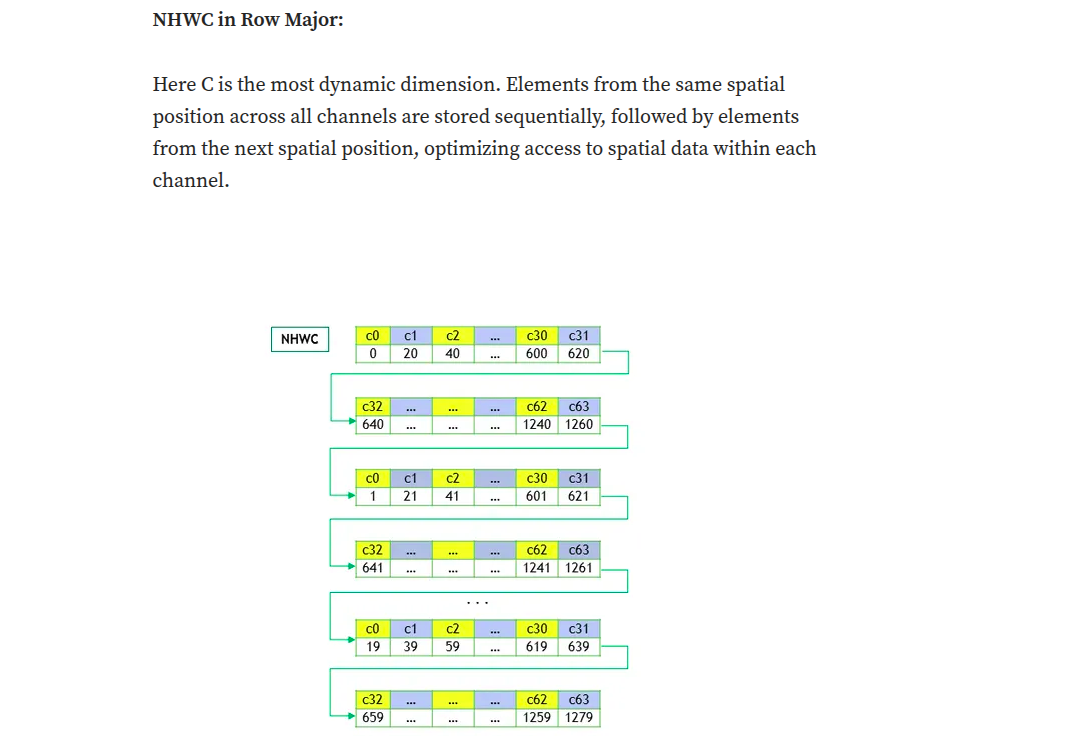 NHWC in Row Major:
Here C is the most dynamic dimension. Elements from the same spatial
position across all channels are stored sequentially, followed by elements
from the next spatial position, optimizing access to spatial data within each
channel.
NHWC
c0 c1 c2 ... c30 c31
0 20 40 ... 600 620
c32 ... ... ... c62 c63
640 ... ... ... 1240 1260
c0 c1 c2 ... c30 c31
1 21 41 ... 601 621
c32 ... ... ... c62 c63
641 ... ... ... 1241 1261
...
c0 c1 c2 ... c30 c31
19 39 59 ... 619 639
c32 ... ... ... c62 c63
659 ... ... ... 1259 1279